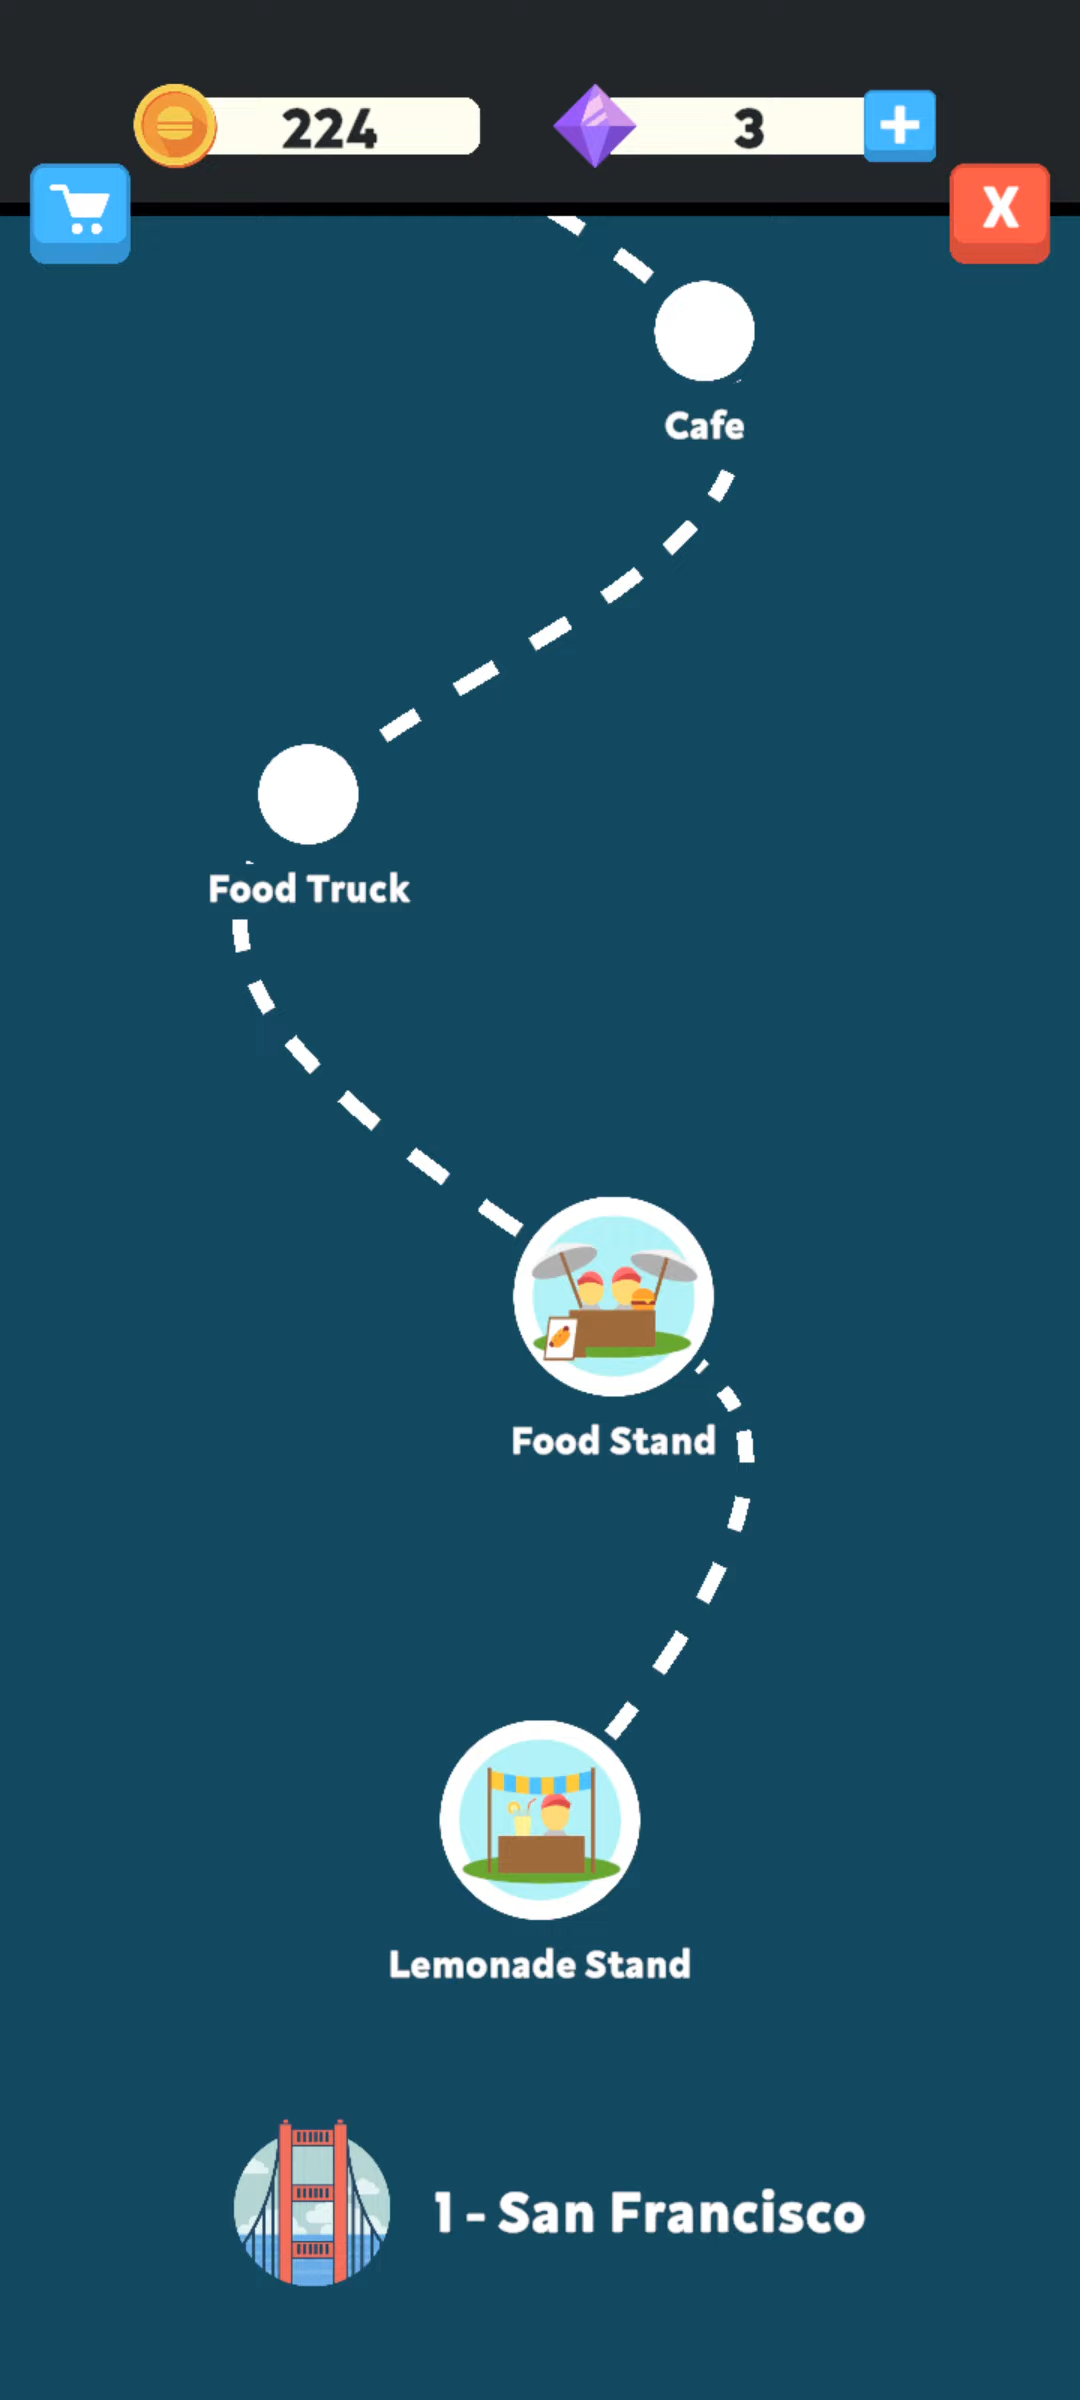 224
3
X
Cafe
Food Truck
Food Stand
Lemonade Stand
1 - San Francisco